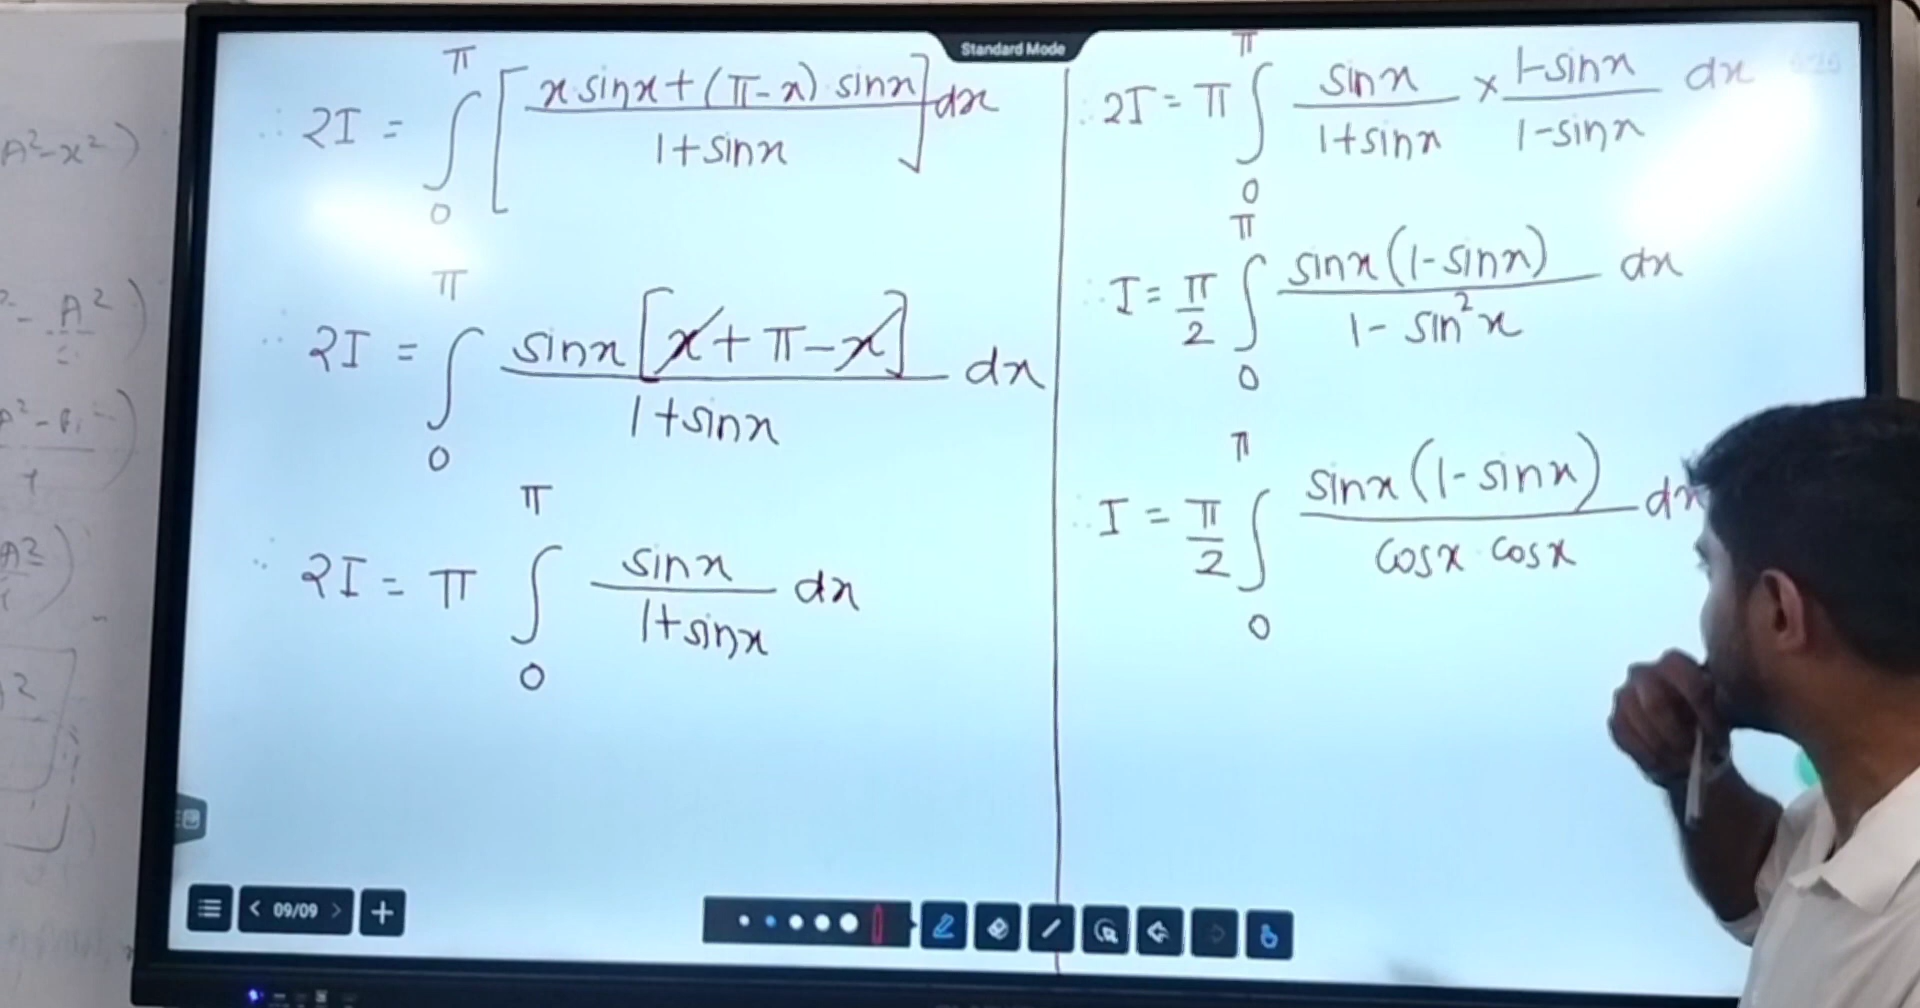 Standard Mode
∴ 2I = ∫₀^π [x sinx + (π-x) sinx / 1+sinx] dx
∴ 2I = ∫₀^π sinx [x + π - x] / 1+sinx dx
∴ 2I = π ∫₀^π sinx / 1+sinx dx
∴ 2I = π ∫₀^π sinx / 1+sinx × 1-sinx / 1-sinx dx
∴ I = π/2 ∫₀^π sinx (1-sinx) / 1 - sin²x dx
∴ I = π/2 ∫₀^π sinx (1-sinx) / cosx cosx dx
A²-x²)
A²
09/09